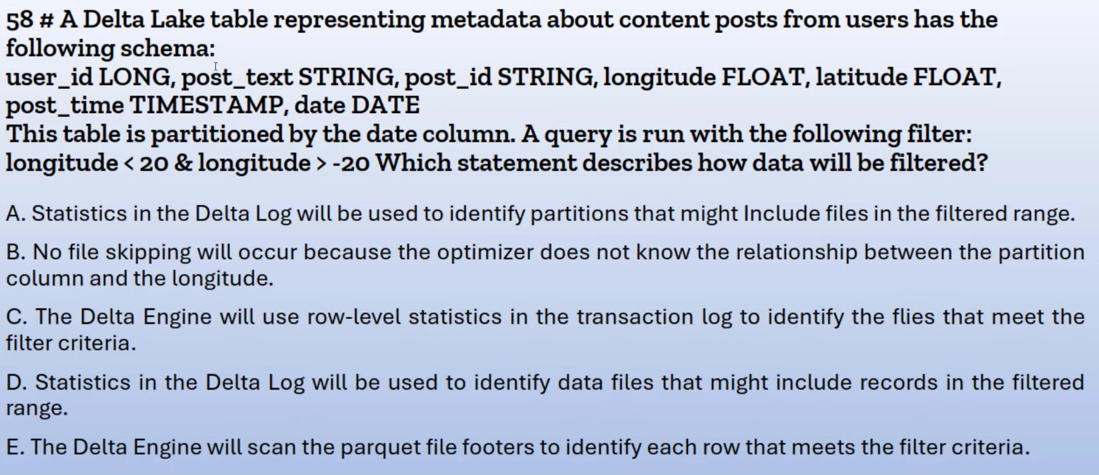 58 # A Delta Lake table representing metadata about content posts from users has the
following schema:
user_id LONG, post_text STRING, post_id STRING, longitude FLOAT, latitude FLOAT,
post_time TIMESTAMP, date DATE
This table is partitioned by the date column. A query is run with the following filter:
longitude < 20 & longitude > -20 Which statement describes how data will be filtered?
A. Statistics in the Delta Log will be used to identify partitions that might Include files in the filtered range.
B. No file skipping will occur because the optimizer does not know the relationship between the partition
column and the longitude.
C. The Delta Engine will use row-level statistics in the transaction log to identify the flies that meet the
filter criteria.
D. Statistics in the Delta Log will be used to identify data files that might include records in the filtered
range.
E. The Delta Engine will scan the parquet file footers to identify each row that meets the filter criteria.